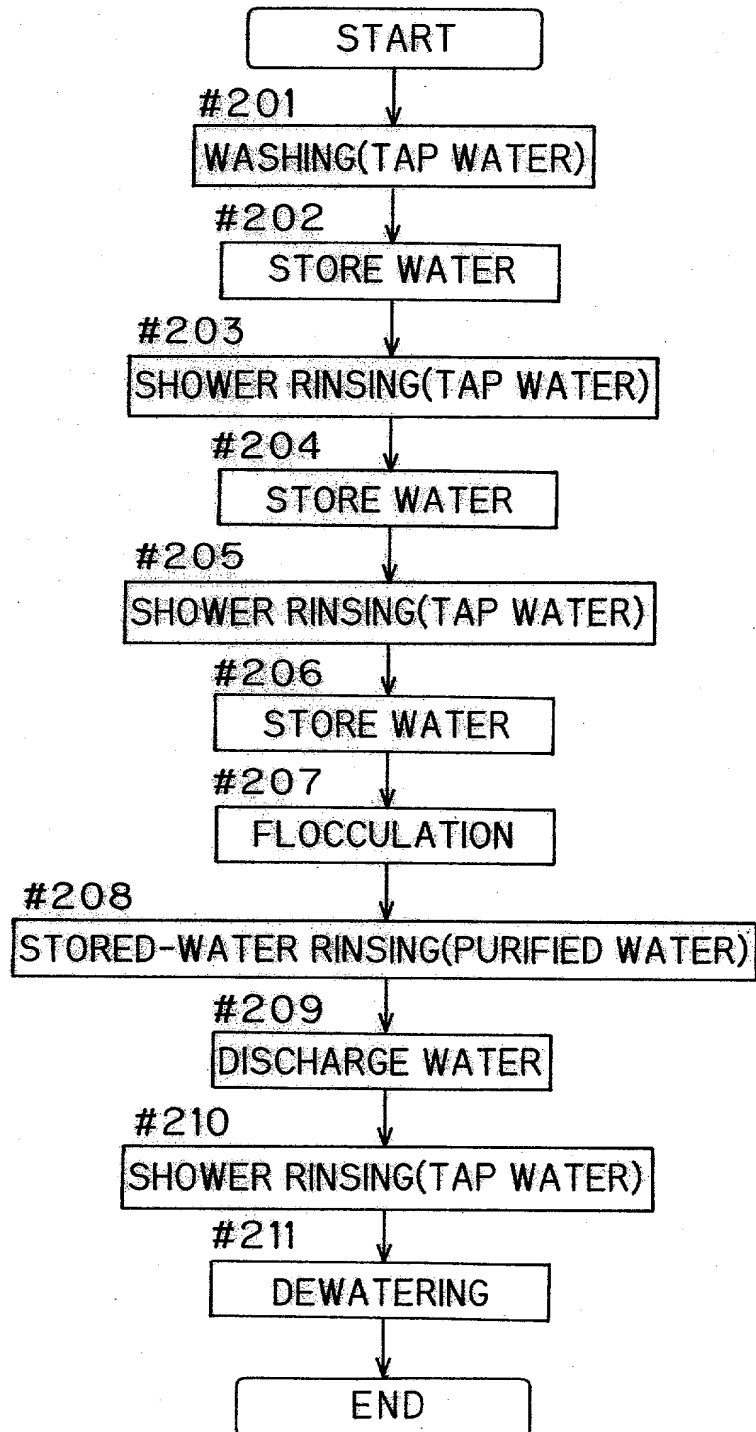 START
#201
WASHING(TAP WATER)
#202
STORE WATER
#203
SHOWER RINSING(TAP WATER)
#204
STORE WATER
#205
SHOWER RINSING(TAP WATER)
#206
STORE WATER
#207
FLOCCULATION
#208
STORED-WATER RINSING(PURIFIED WATER)
#209
DISCHARGE WATER
#210
SHOWER RINSING(TAP WATER)
#211
DEWATERING
END